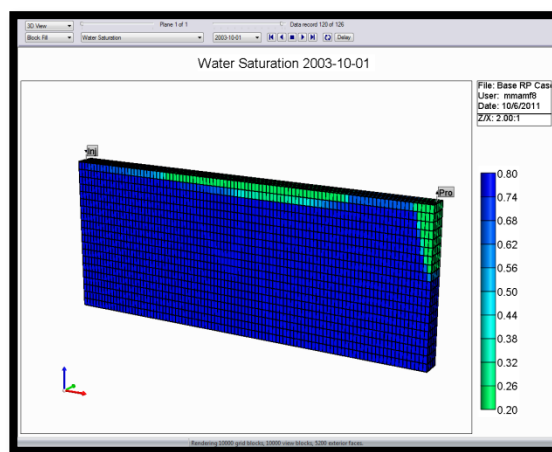 3D View Plane 1 of 1 Data record 120 of 126
Block Fill Water Saturation 2003-10-01 Delay
Water Saturation 2003-10-01
File: Base RP Cas
User: mmamf8
Date: 10/6/2011
Z/X: 2.00:1
Inj
Pro
0.80
0.74
0.68
0.62
0.56
0.50
0.44
0.38
0.32
0.26
0.20
Rendering 10000 grid blocks, 10000 view blocks, 5200 exterior faces.